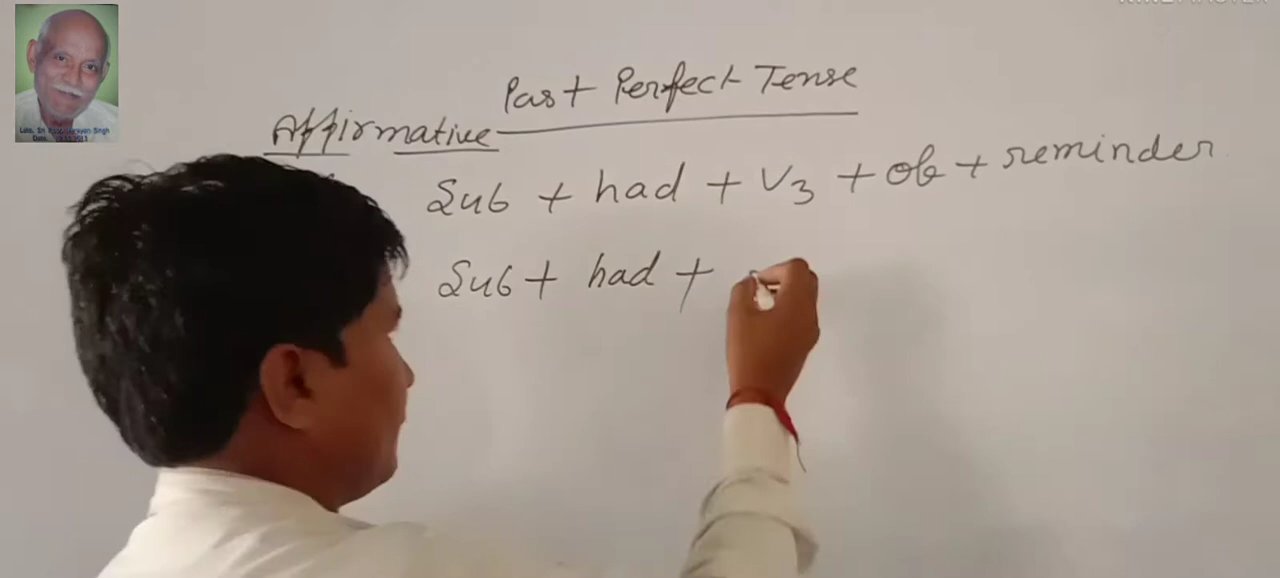 Past Perfect Tense
Affirmative
Sub + had + V3 + ob + reminder
Sub + had +